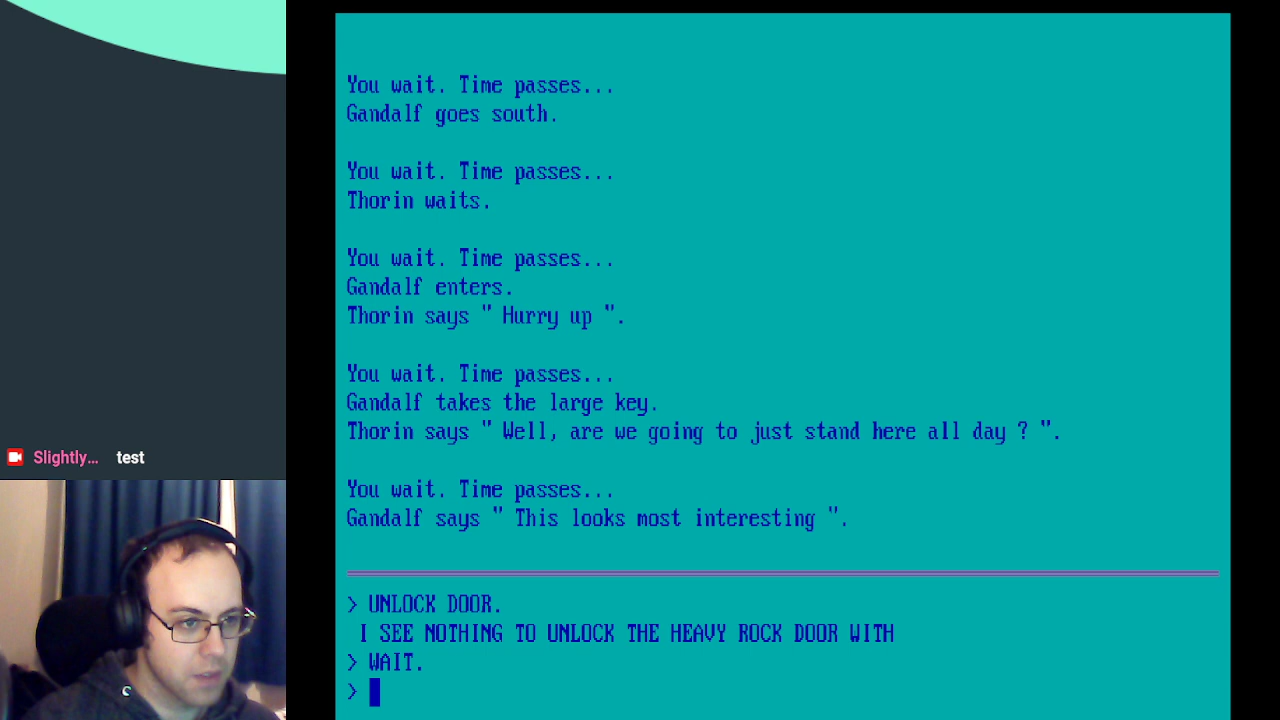 You wait. Time passes...
Gandalf goes south.
You wait. Time passes...
Thorin waits.
You wait. Time passes...
Gandalf enters.
Thorin says " Hurry up ".
You wait. Time passes...
Gandalf takes the large key.
Thorin says " Well, are we going to just stand here all day ? ".
You wait. Time passes...
Gandalf says " This looks most interesting ".
> UNLOCK DOOR.
I SEE NOTHING TO UNLOCK THE HEAVY ROCK DOOR WITH
> WAIT.
>
Slightly... test